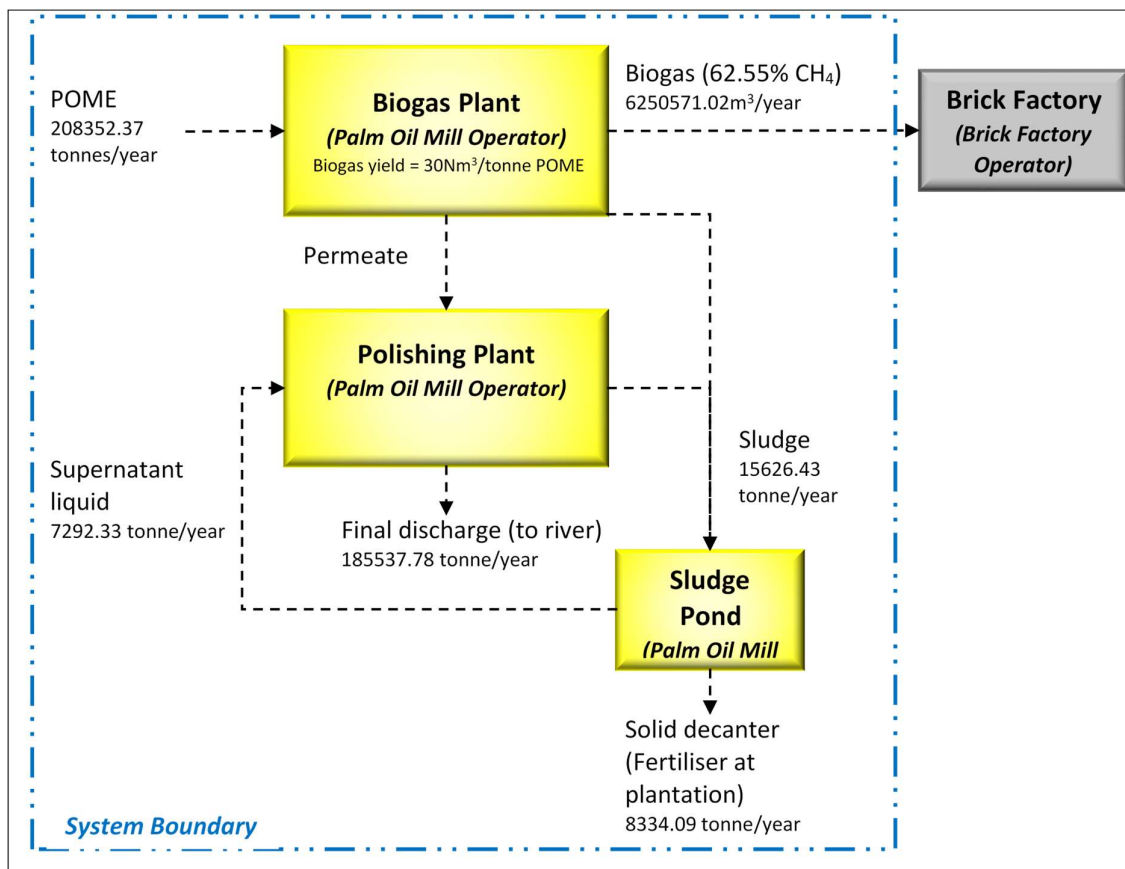 POME
208352.37
tonnes/year
Biogas Plant
(Palm Oil Mill Operator)
Biogas yield = 30Nm³/tonne POME
Biogas (62.55% CH₄)
6250571.02m³/year
Brick Factory
(Brick Factory
Operator)
Permeate
Polishing Plant
(Palm Oil Mill Operator)
Supernatant
liquid
7292.33 tonne/year
Final discharge (to river)
185537.78 tonne/year
Sludge
15626.43
tonne/year
Sludge
Pond
(Palm Oil Mill
Solid decanter
(Fertiliser at
plantation)
8334.09 tonne/year
System Boundary